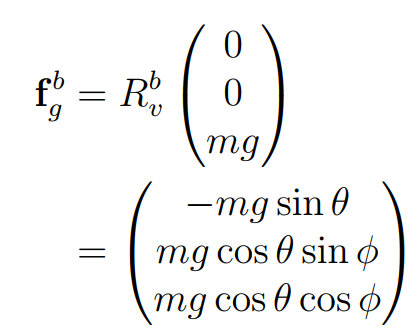 𝐟_g^b = R_v^b (0
0
mg)
= (−mg sin θ
mg cos θ sin ϕ
mg cos θ cos ϕ)